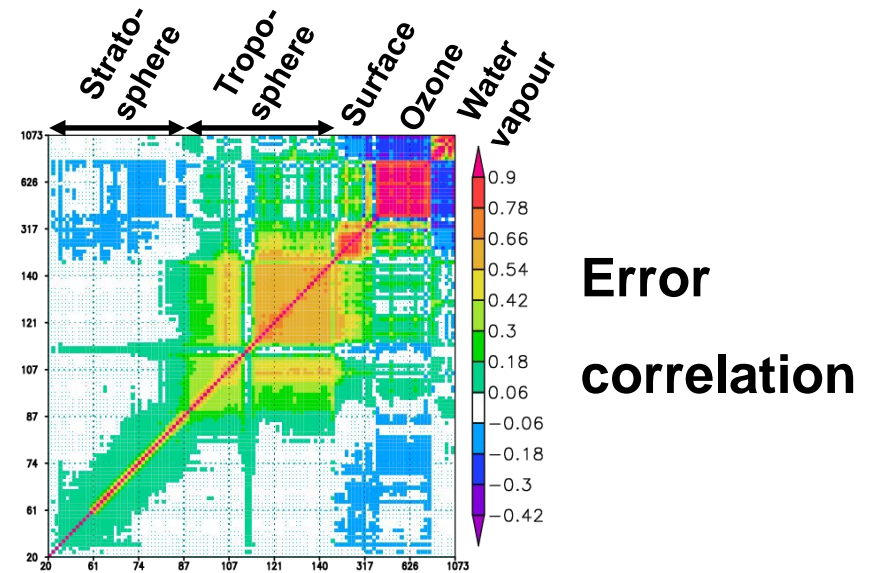 Strato-
sphere
Tropo-
sphere
Surface
Ozone
Water
vapour
1073
626
317
140
121
107
87
74
61
20
20 61 74 87 107 121 140 317 626 1073
0.9
0.78
0.66
0.54
0.42
0.3
0.18
0.06
−0.06
−0.18
−0.3
−0.42
Error
correlation